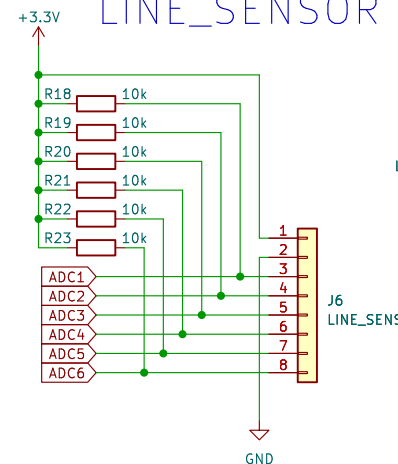 LINE_SENSOR
+3.3V
R18 10k
R19 10k
R20 10k
R21 10k
R22 10k
R23 10k
1
2
ADC1 3
ADC2 4
ADC3 5
ADC4 6
ADC5 7
ADC6 8
J6
LINE_SENS
GND